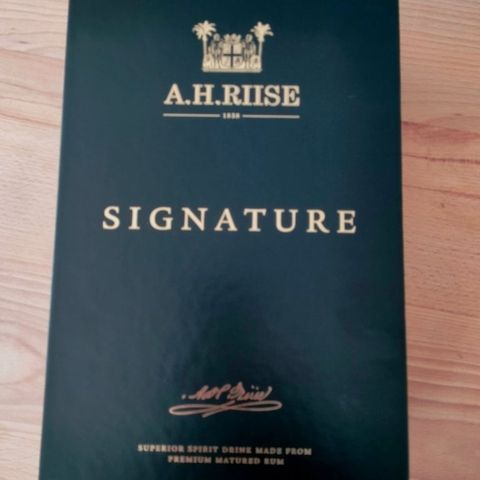 A.H.RIISE
1838
SIGNATURE
SUPERIOR SPIRIT DRINK MADE FROM
PREMIUM MATURED RUM